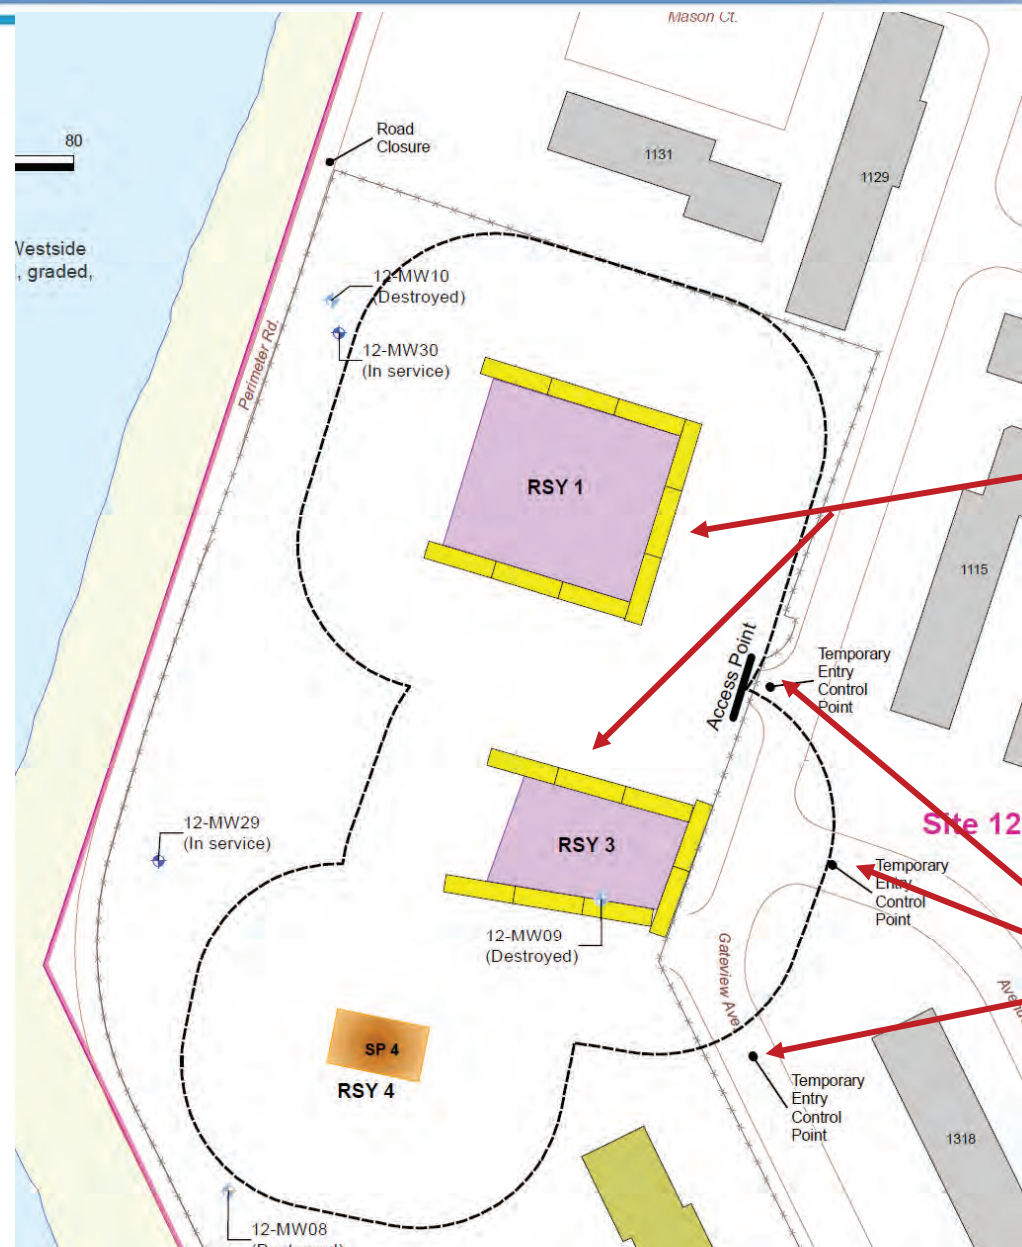 Mason Ct.
80
Road
Closure
1131
1129
Westside
, graded,
12-MW10
(Destroyed)
12-MW30
(In service)
Perimeter Rd.
RSY 1
1115
Access Point
Temporary
Entry
Control
Point
12-MW29
(In service)
Site 12
RSY 3
Temporary
Entry
Control
Point
12-MW09
(Destroyed)
Gateview Ave
SP 4
RSY 4
Temporary
Entry
Control
Point
1318
12-MW08